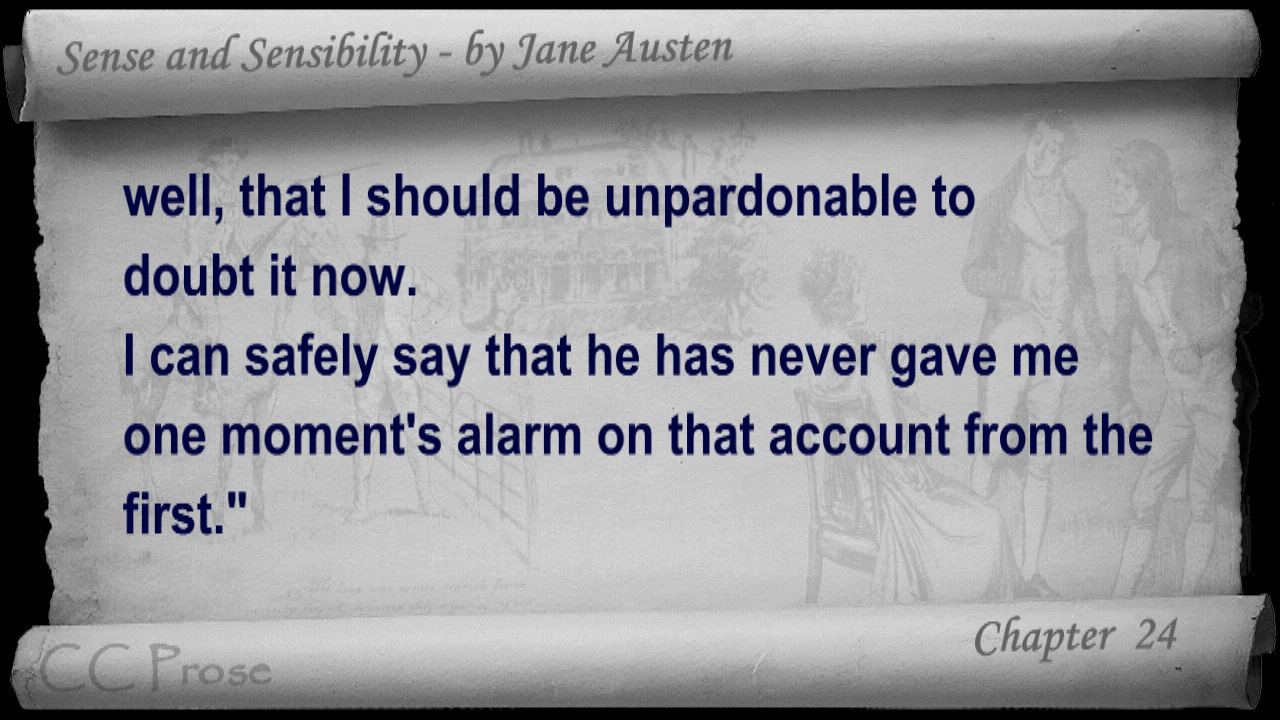 Sense and Sensibility - by Jane Austen
well, that I should be unpardonable to
doubt it now.
I can safely say that he has never gave me
one moment's alarm on that account from the
first."
Chapter 24
CC Prose